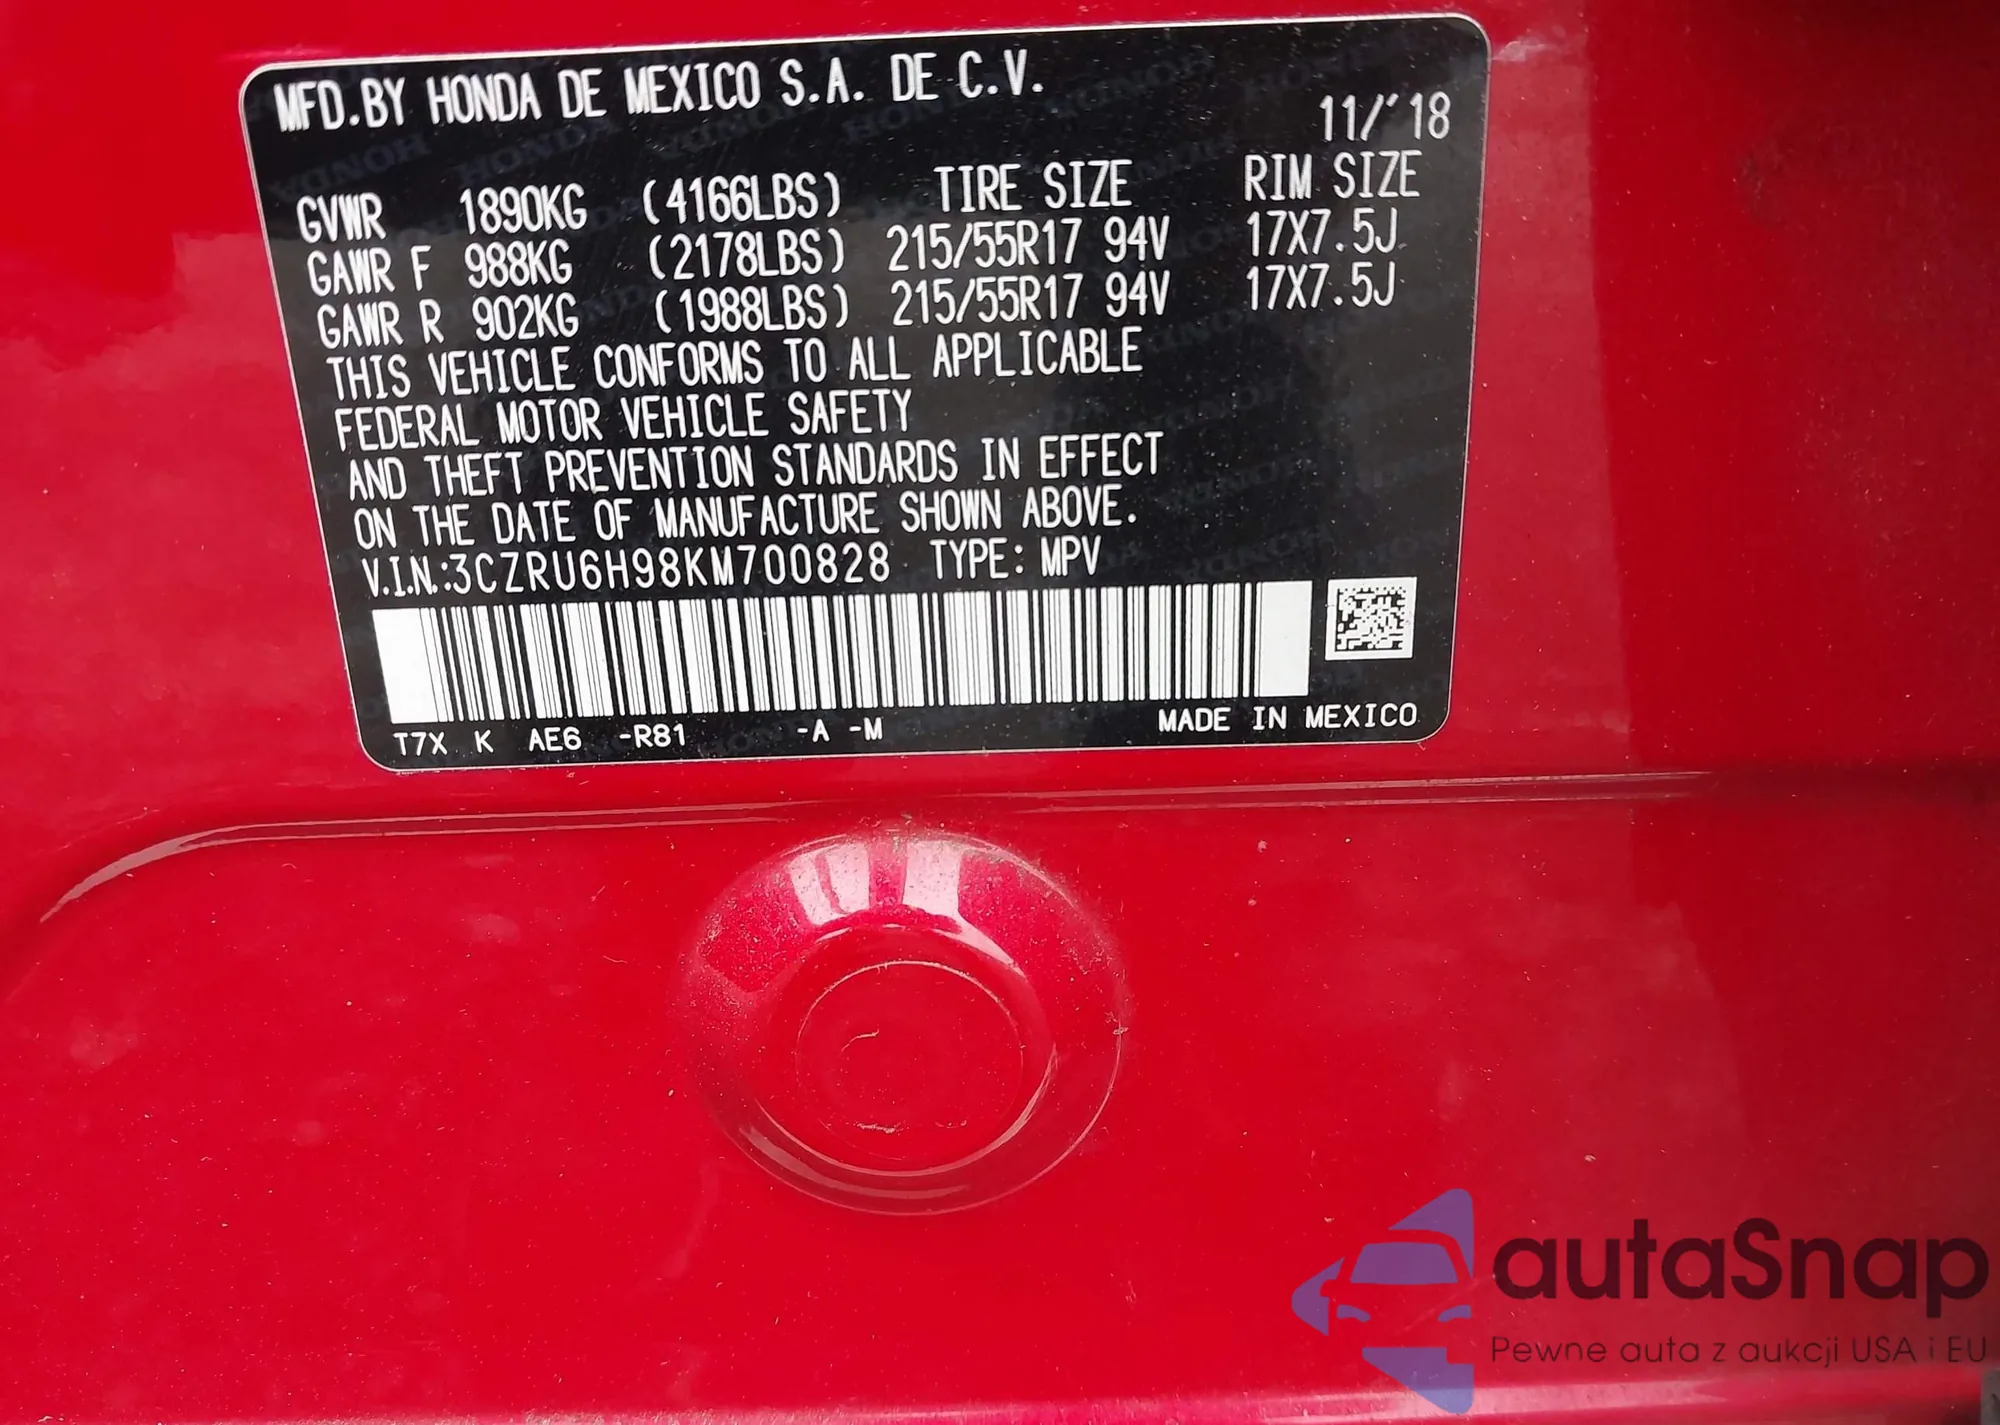 MFD.BY HONDA DE MEXICO S.A. DE C.V.
11/'18
GVWR 1890KG (4166LBS) TIRE SIZE RIM SIZE
GAWR F 988KG (2178LBS) 215/55R17 94V 17X7.5J
GAWR R 902KG (1988LBS) 215/55R17 94V 17X7.5J
THIS VEHICLE CONFORMS TO ALL APPLICABLE
FEDERAL MOTOR VEHICLE SAFETY
AND THEFT PREVENTION STANDARDS IN EFFECT
ON THE DATE OF MANUFACTURE SHOWN ABOVE.
V.I.N.:3CZRU6H98KM700828 TYPE: MPV
T7X K AE6 -R81 -A -M MADE IN MEXICO
autaSnap
Pewne auta z aukcji USA i EU